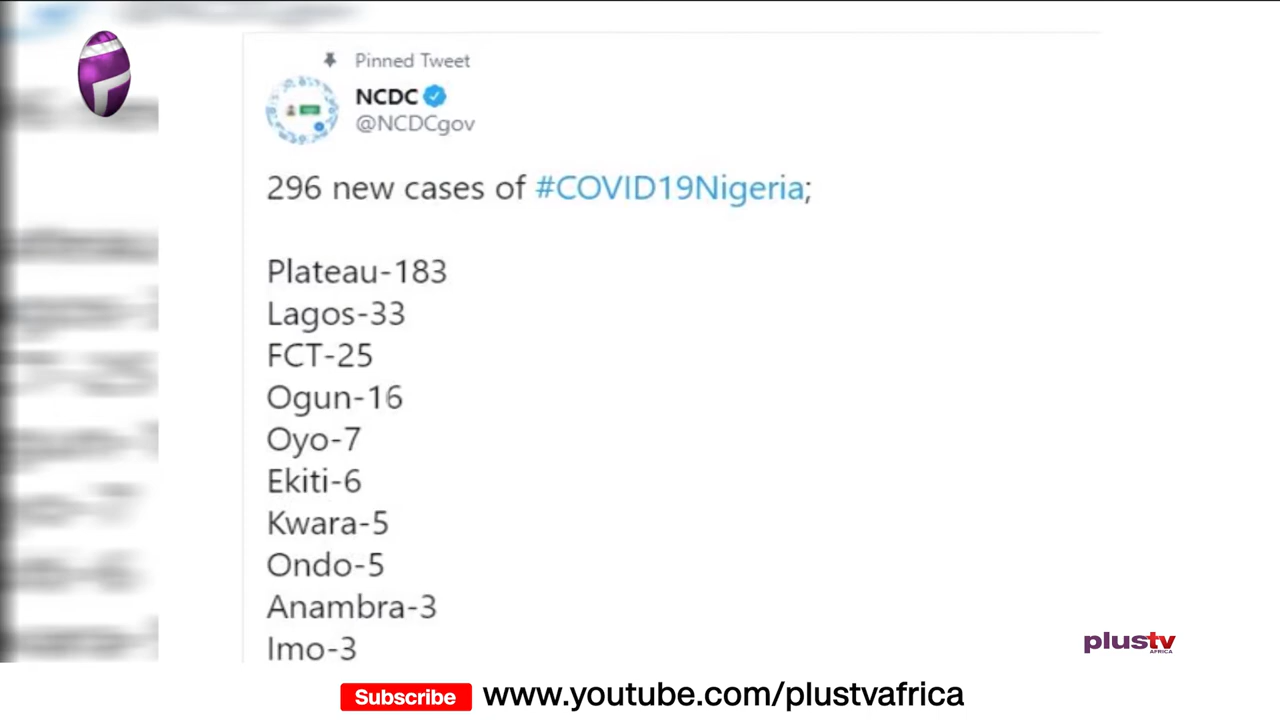 Pinned Tweet
NCDC
@NCDCgov
296 new cases of #COVID19Nigeria;
Plateau-183
Lagos-33
FCT-25
Ogun-16
Oyo-7
Ekiti-6
Kwara-5
Ondo-5
Anambra-3
Imo-3
plustv
AFRICA
Subscribe www.youtube.com/plustvafrica